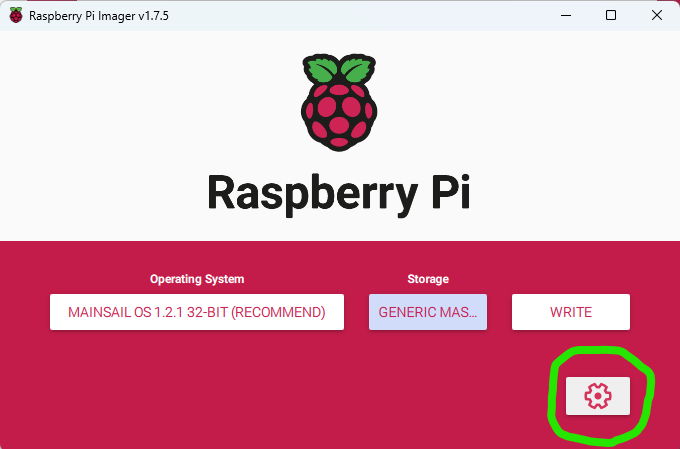 Raspberry Pi Imager v1.7.5
Raspberry Pi
Operating System
Storage
MAINSAIL OS 1.2.1 32-BIT (RECOMMEND)
GENERIC MAS...
WRITE